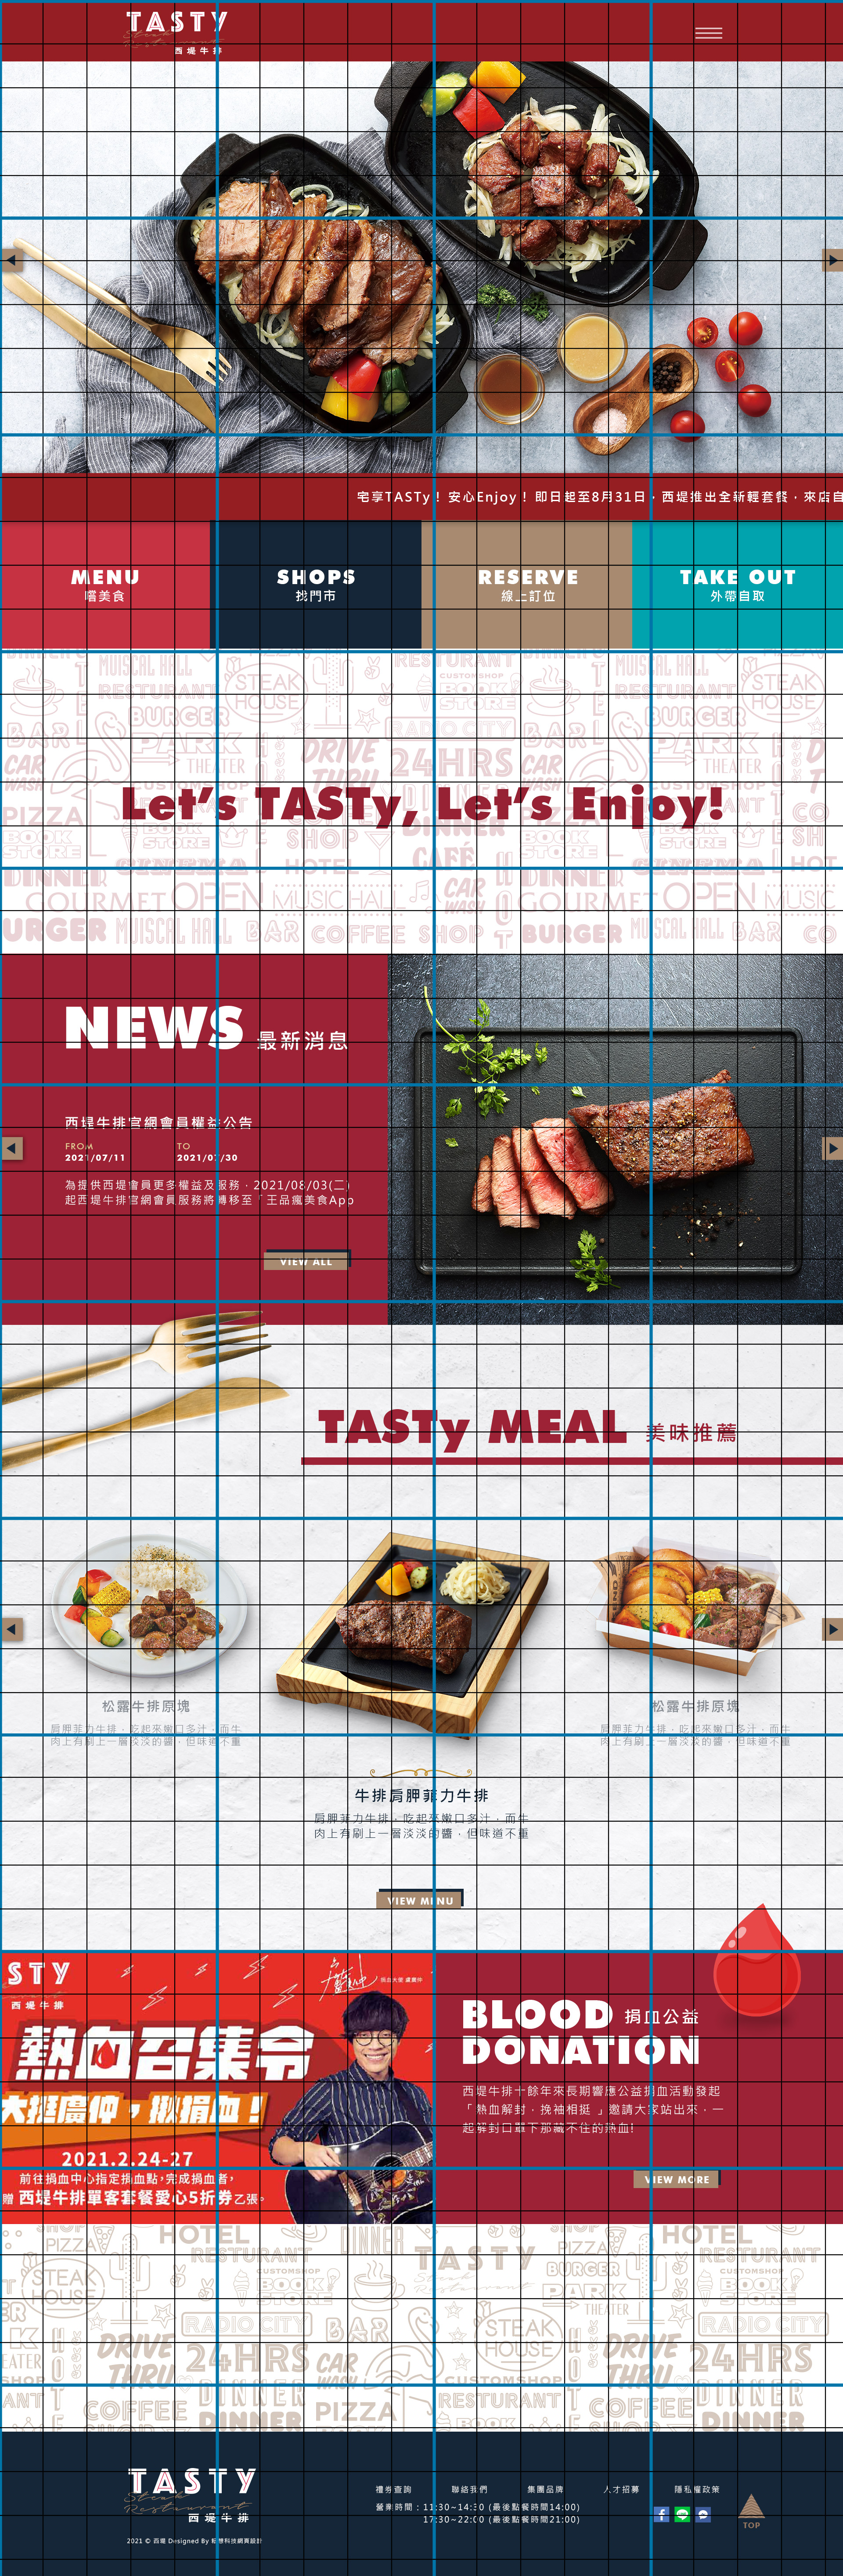 TASTY
Steak
Restaurant
西堤牛排
宅享TASTy！ 安心Enjoy！ 即日起至8月31日，西堤推出全新輕套餐，來店自
MENU
嚐美食
SHOPS
找門市
RESERVE
線上訂位
TAKE OUT
外帶自取
Let's TASTy, Let's Enjoy!
NEWS 最新消息
西堤牛排官網會員權益公告
FROM TO
2021/07/11 2021/07/30
為提供西堤會員更多權益及服務，2021/08/03(二)
起西堤牛排官網會員服務將轉移至「王品瘋美食App
VIEW ALL
TASTy MEAL 美味推薦
松露牛排原塊
肩胛菲力牛排，吃起來嫩口多汁，而牛
肉上有刷上一層淡淡的醬，但味道不重
牛排肩胛菲力牛排
肩胛菲力牛排，吃起來嫩口多汁，而牛
肉上有刷上一層淡淡的醬，但味道不重
松露牛排原塊
肩胛菲力牛排，吃起來嫩口多汁，而牛
肉上有刷上一層淡淡的醬，但味道不重
VIEW MENU
STY
西堤牛排
捐血大使 盧廣仲
熱血召集令
大挺廣仲，揪捐血！
2021.2.24-27
前往捐血中心指定捐血點，完成捐血者，
贈 西堤牛排單客套餐愛心5折券乙張。
BLOOD 捐血公益
DONATION
西堤牛排十餘年來長期響應公益捐血活動發起
「熱血解封，挽袖相挺 」邀請大家站出來，一
起解封口罩下那藏不住的熱血!
VIEW MORE
TASTY
Steak
Restaurant
西堤牛排
2021 © 西堤 Designed By
禮券查詢 聯絡我們 集團品牌 人才招募 隱私權政策
營業時間：11:30~14:30 (最後點餐時間14:00)
17:30~22:00 (最後點餐時間21:00)
TOP